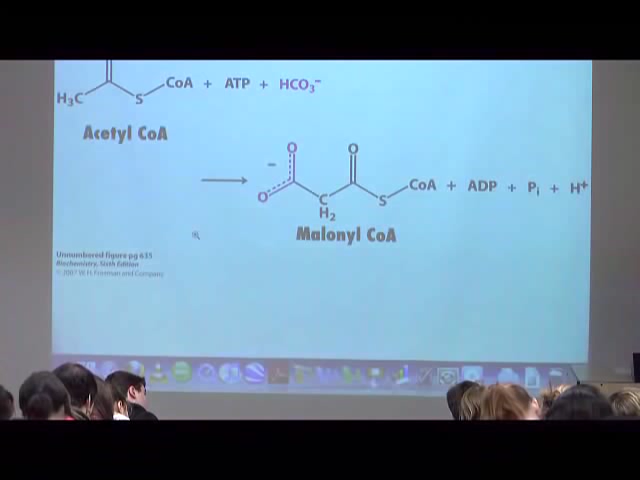 H₃C S CoA + ATP + HCO₃⁻
Acetyl CoA
O O
− O C H₂ S CoA + ADP + Pᵢ + H⁺
Malonyl CoA
Unnumbered figure pg 635
Biochemistry, Sixth Edition
© 2007 W. H. Freeman and Company